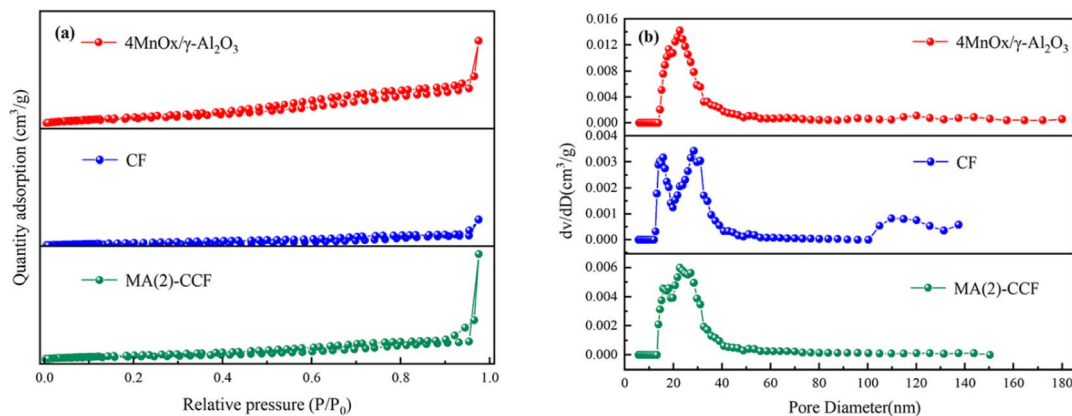 (a)
4MnOx/γ-Al₂O₃
CF
MA(2)-CCF
Quantity adsorption (cm³/g)
0.0 0.2 0.4 0.6 0.8 1.0
Relative pressure (P/P₀)
(b)
4MnOx/γ-Al₂O₃
CF
MA(2)-CCF
dv/dD(cm³/g)
0.016
0.012
0.008
0.004
0.000
0.004
0.003
0.002
0.001
0.000
0.006
0.004
0.002
0.000
0 20 40 60 80 100 120 140 160 180
Pore Diameter(nm)